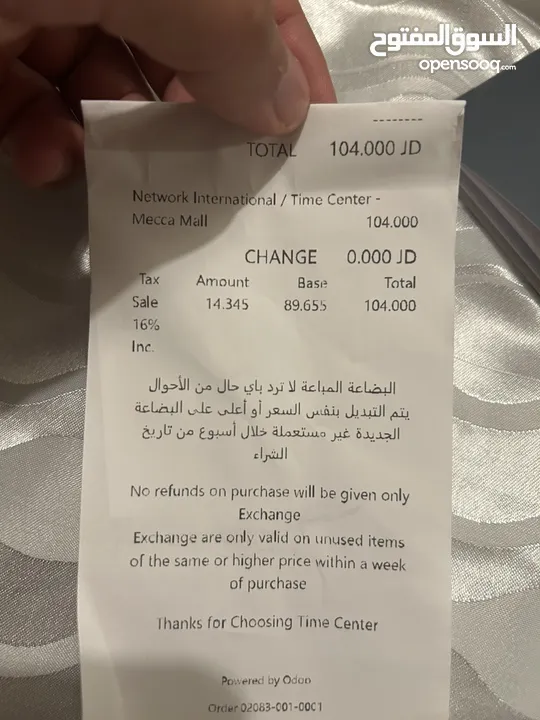 السوق المفتوح
opensooq.com
--------
TOTAL 104.000 JD
Network International / Time Center -
Mecca Mall 104.000
CHANGE 0.000 JD
Tax Amount Base Total
Sale 14.345 89.655 104.000
16%
Inc.
البضاعة المباعة لا ترد باي حال من الأحوال
يتم التبديل بنفس السعر أو أعلى على البضاعة
الجديدة غير مستعملة خلال أسبوع من تاريخ
الشراء
No refunds on purchase will be given only
Exchange
Exchange are only valid on unused items
of the same or higher price within a week
of purchase
Thanks for Choosing Time Center
Powered by Odoo
Order 02083-001-0001